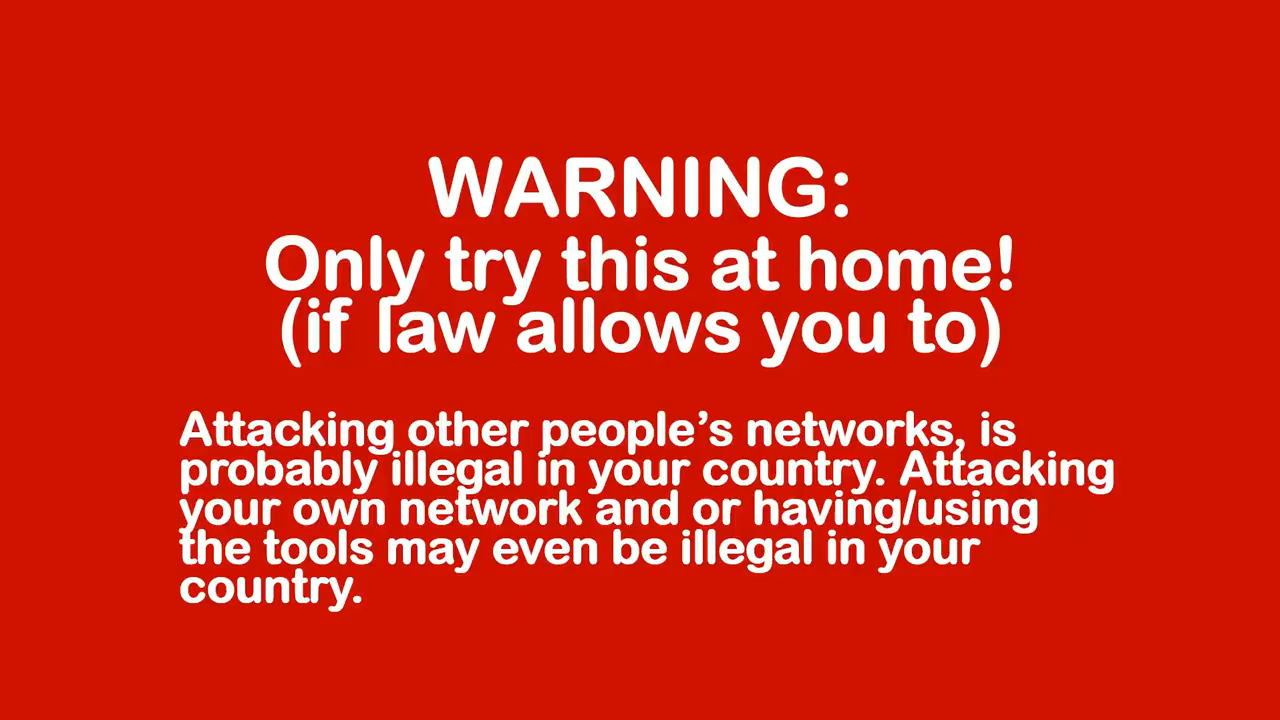 WARNING:
Only try this at home!
(if law allows you to)
Attacking other people’s networks, is
probably illegal in your country. Attacking
your own network and or having/using
the tools may even be illegal in your
country.